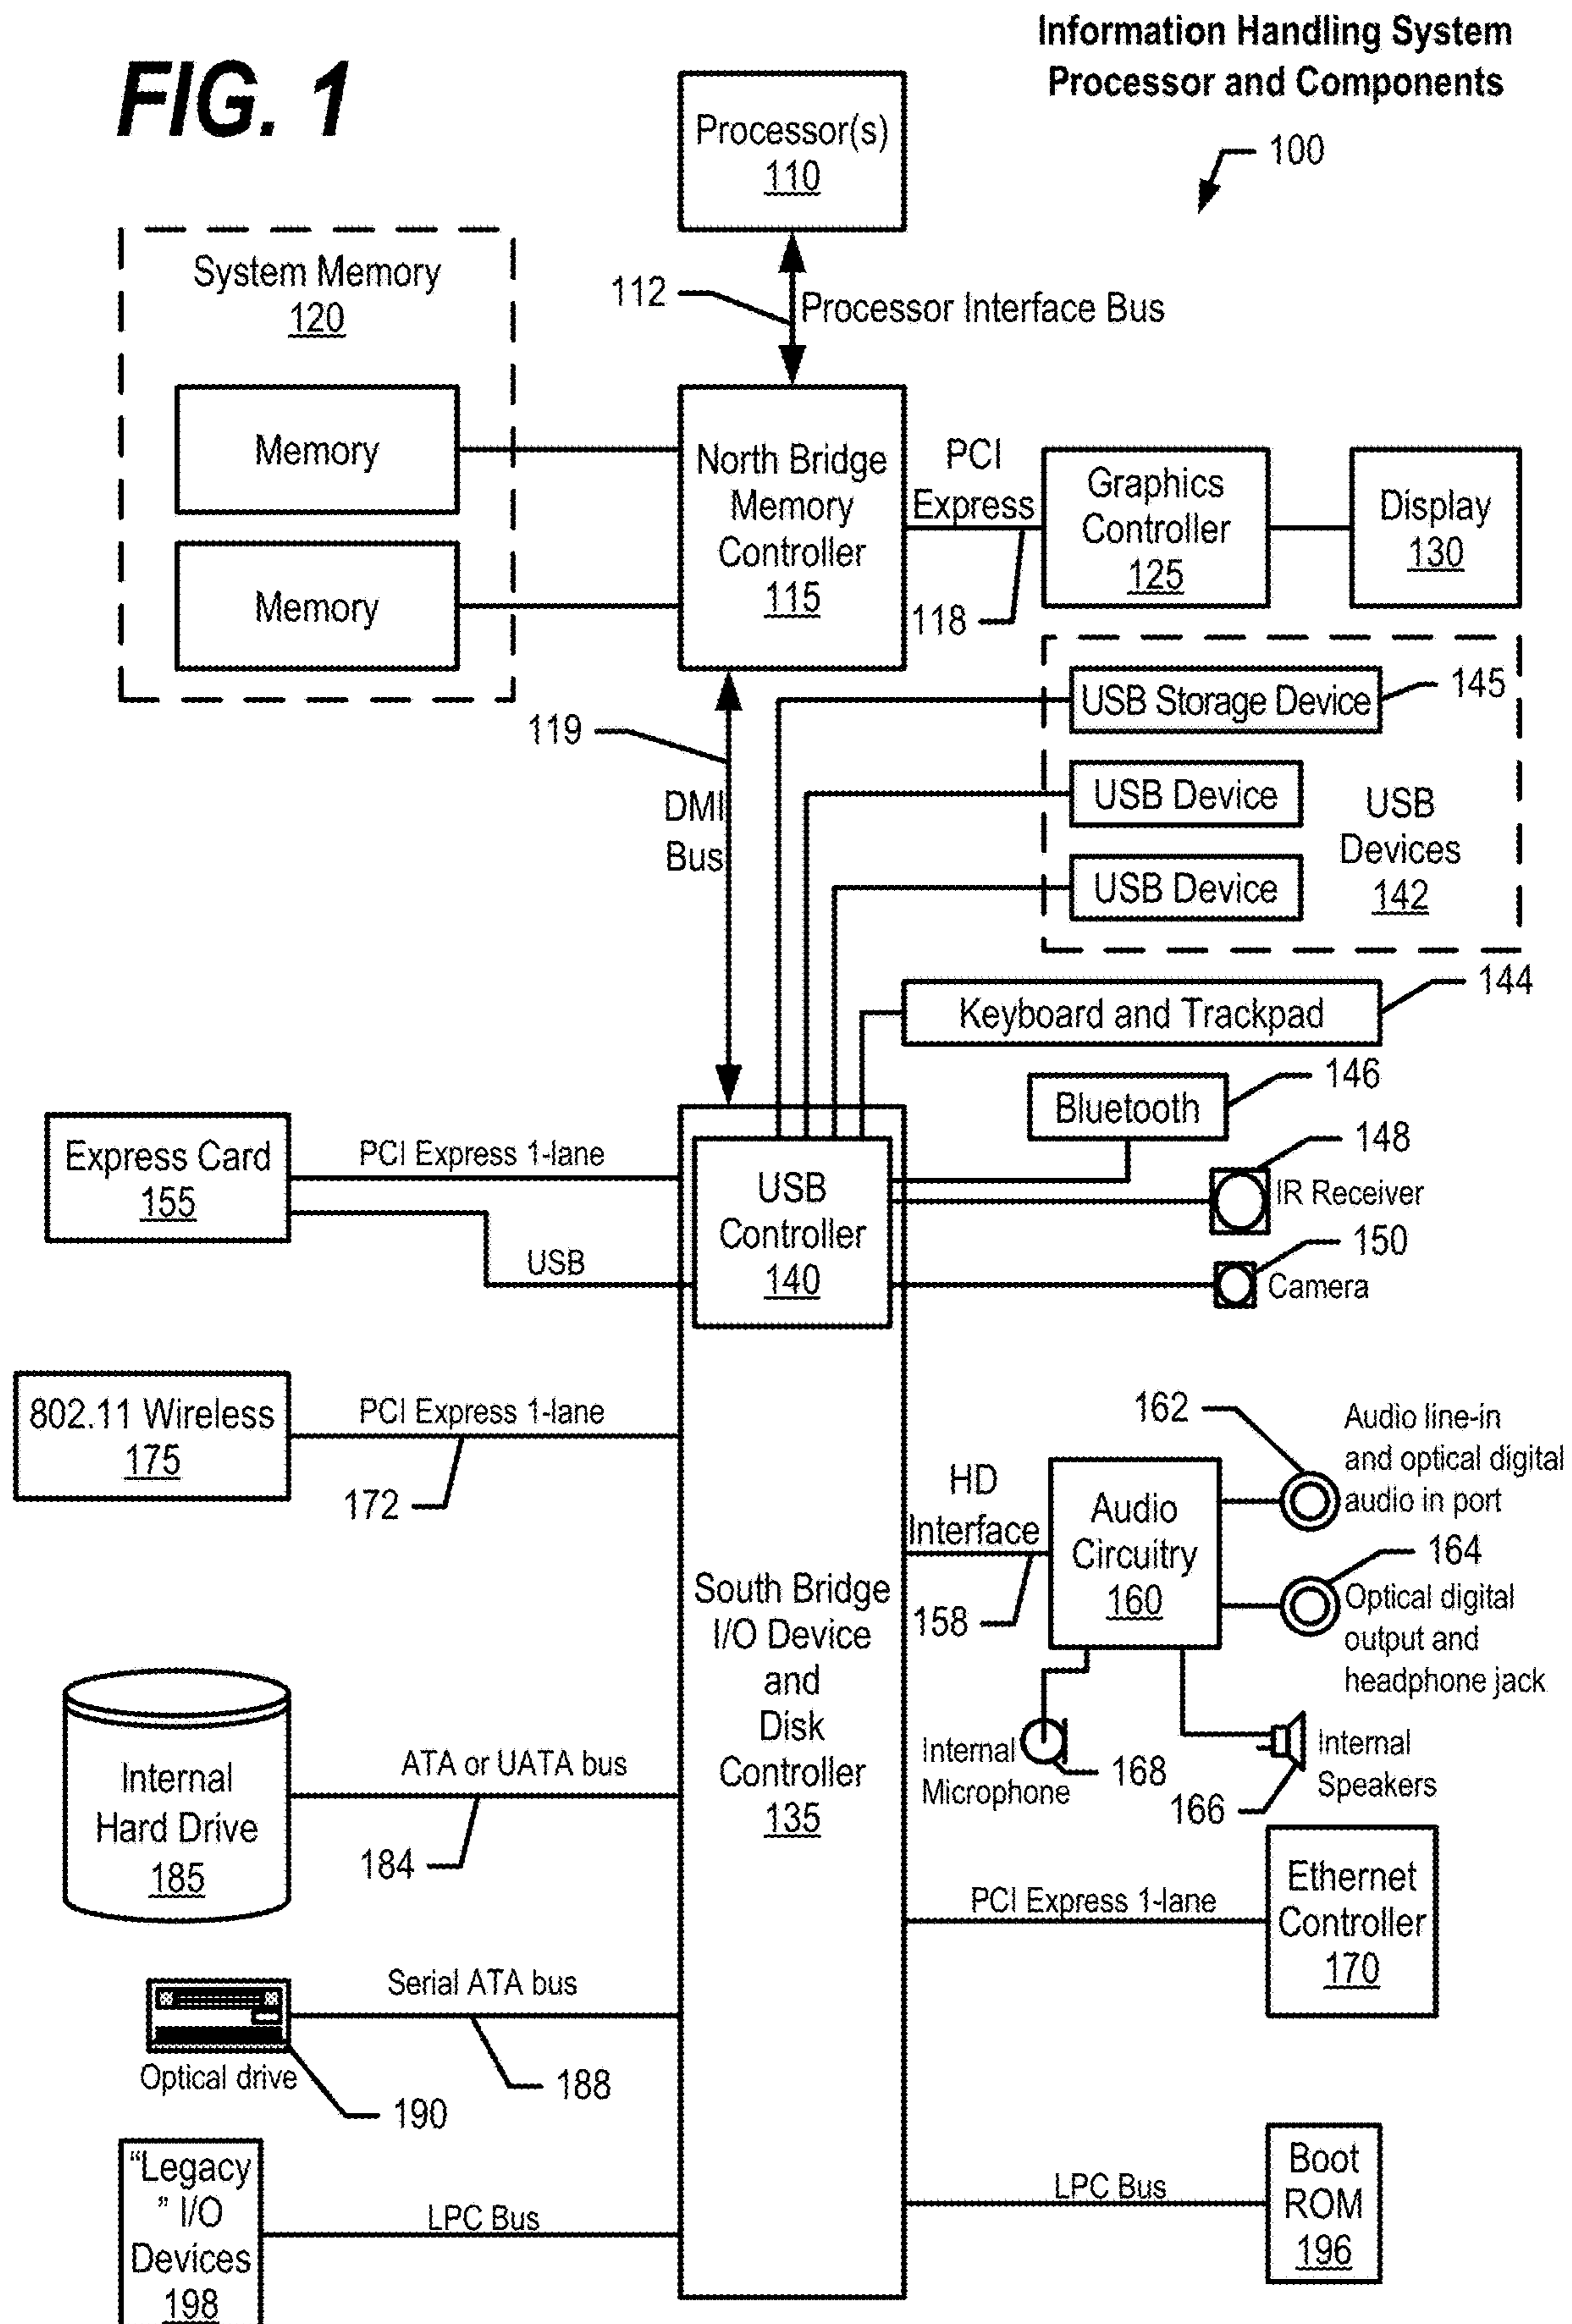 Information Handling System
Processor and Components
FIG. 1
100
Processor(s)
110
112
Processor Interface Bus
System Memory
120
Memory
Memory
North Bridge
Memory
Controller
115
PCI
Express
118
Graphics
Controller
125
Display
130
119
DMI
Bus
USB Storage Device
145
USB Device
USB Device
USB
Devices
142
Keyboard and Trackpad
144
Bluetooth
146
148
IR Receiver
150
Camera
Express Card
155
PCI Express 1-lane
USB
USB
Controller
140
802.11 Wireless
175
PCI Express 1-lane
172
HD
Interface
158
Audio
Circuitry
160
162
Audio line-in
and optical digital
audio in port
164
Optical digital
output and
headphone jack
Internal
Microphone
168
166
Internal
Speakers
South Bridge
I/O Device
and
Disk
Controller
135
Internal
Hard Drive
185
ATA or UATA bus
184
PCI Express 1-lane
Ethernet
Controller
170
Serial ATA bus
188
Optical drive
190
“Legacy
” I/O
Devices
198
LPC Bus
LPC Bus
Boot
ROM
196